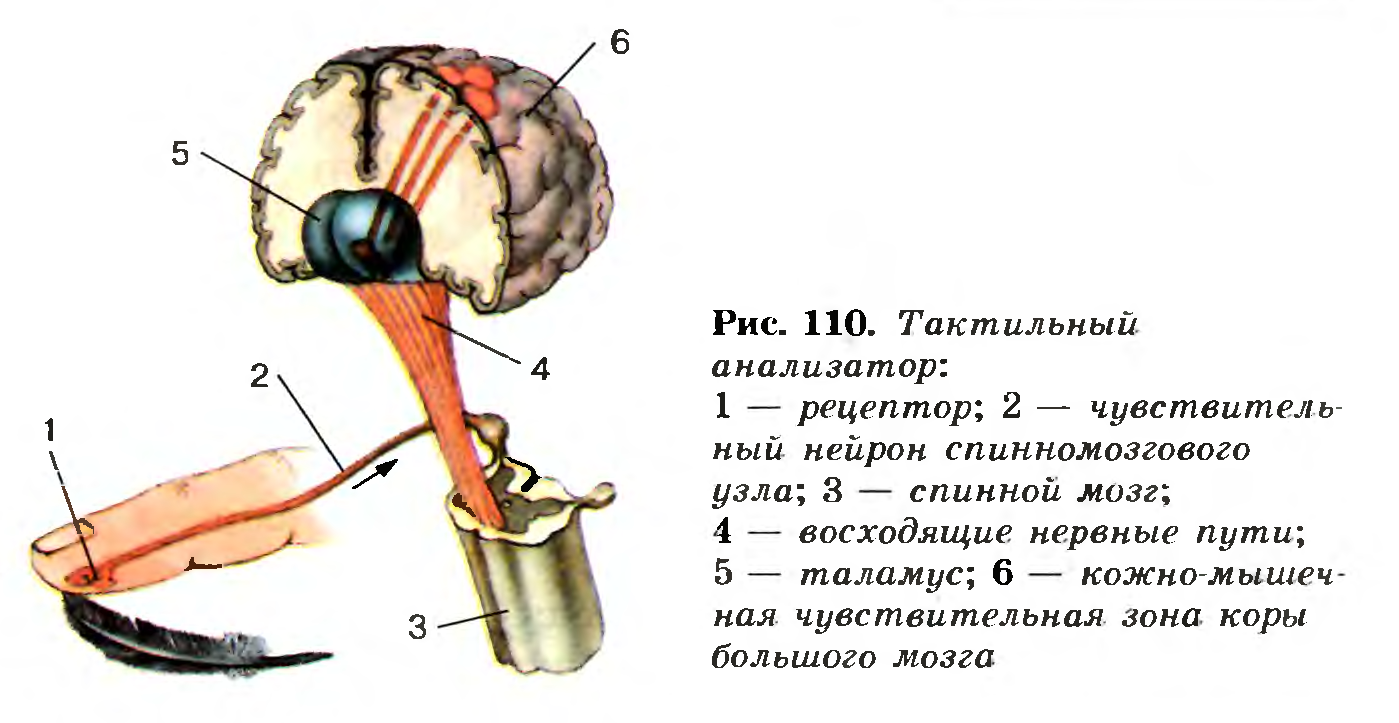 6
5
4
2
1
3
Рис. 110. Тактильный
анализатор:
1 — рецептор; 2 — чувствитель-
ный нейрон спинномозгового
узла; 3 — спинной мозг;
4 — восходящие нервные пути;
5 — таламус; 6 — кожно-мышеч-
ная чувствительная зона коры
большого мозга